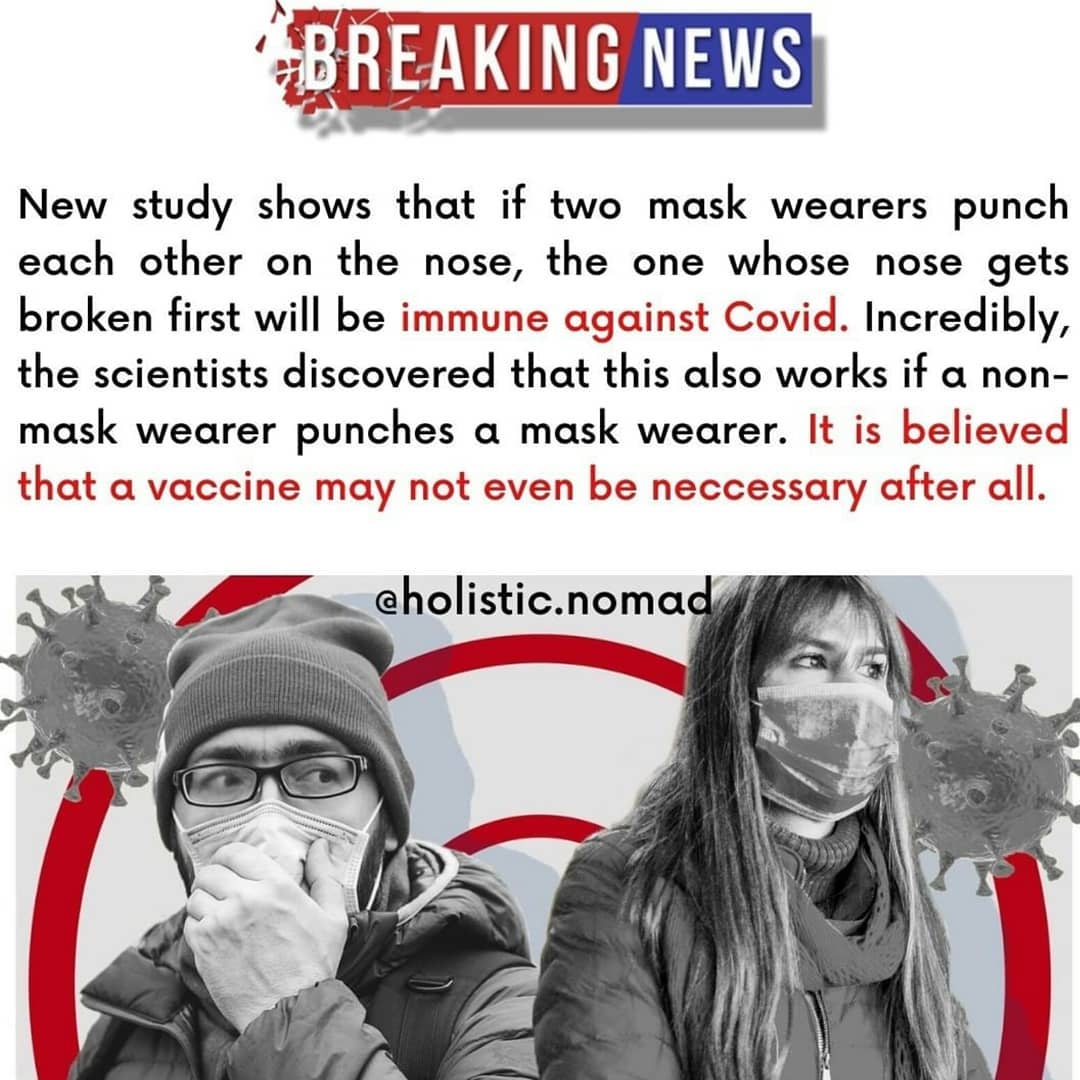 BREAKING NEWS
New study shows that if two mask wearers punch
each other on the nose, the one whose nose gets
broken first will be immune against Covid. Incredibly,
the scientists discovered that this also works if a non-
mask wearer punches a mask wearer. It is believed
that a vaccine may not even be neccessary after all.
@holistic.nomad